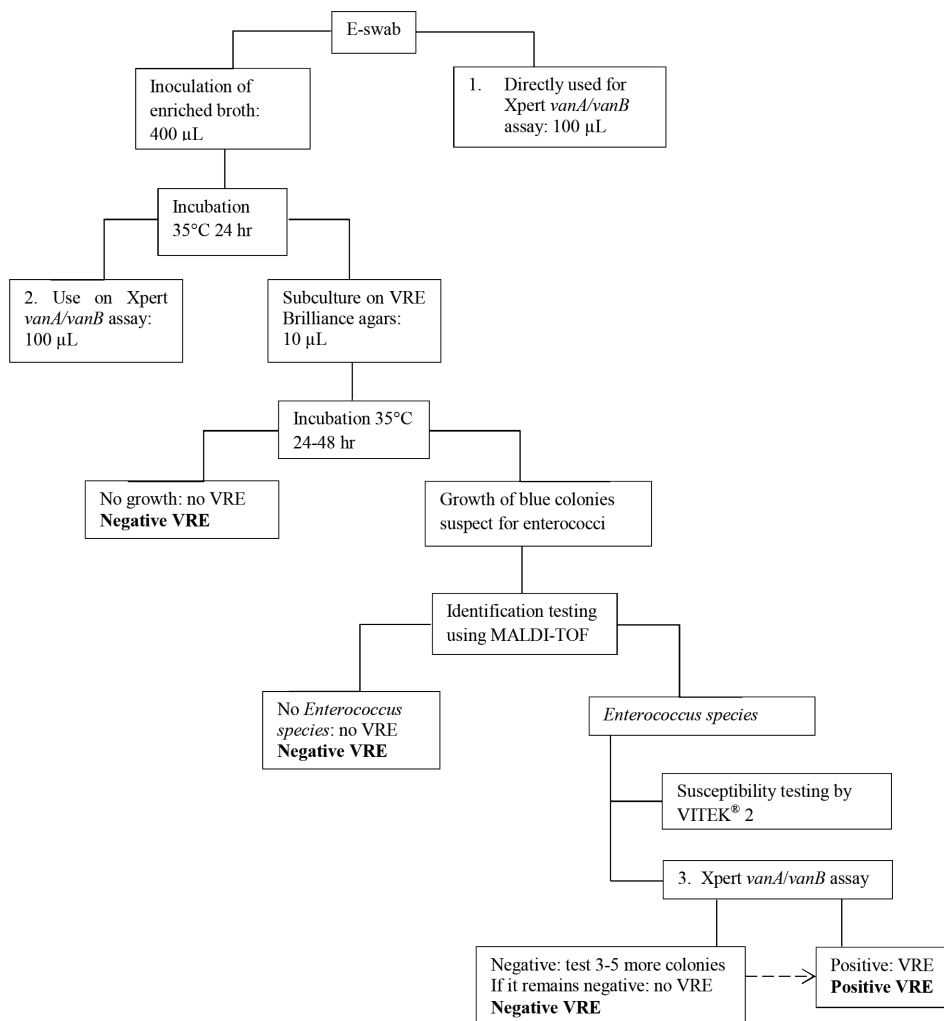 E-swab
Inoculation of
enriched broth:
400 µL
1. Directly used for
Xpert vanA/vanB
assay: 100 µL
Incubation
35°C 24 hr
2. Use on Xpert
vanA/vanB assay:
100 µL
Subculture on VRE
Brilliance agars:
10 µL
Incubation 35°C
24-48 hr
No growth: no VRE
Negative VRE
Growth of blue colonies
suspect for enterococci
Identification testing
using MALDI-TOF
No Enterococcus
species: no VRE
Negative VRE
Enterococcus species
Susceptibility testing by
VITEK® 2
3. Xpert vanA/vanB assay
Negative: test 3-5 more colonies
If it remains negative: no VRE
Negative VRE
Positive: VRE
Positive VRE